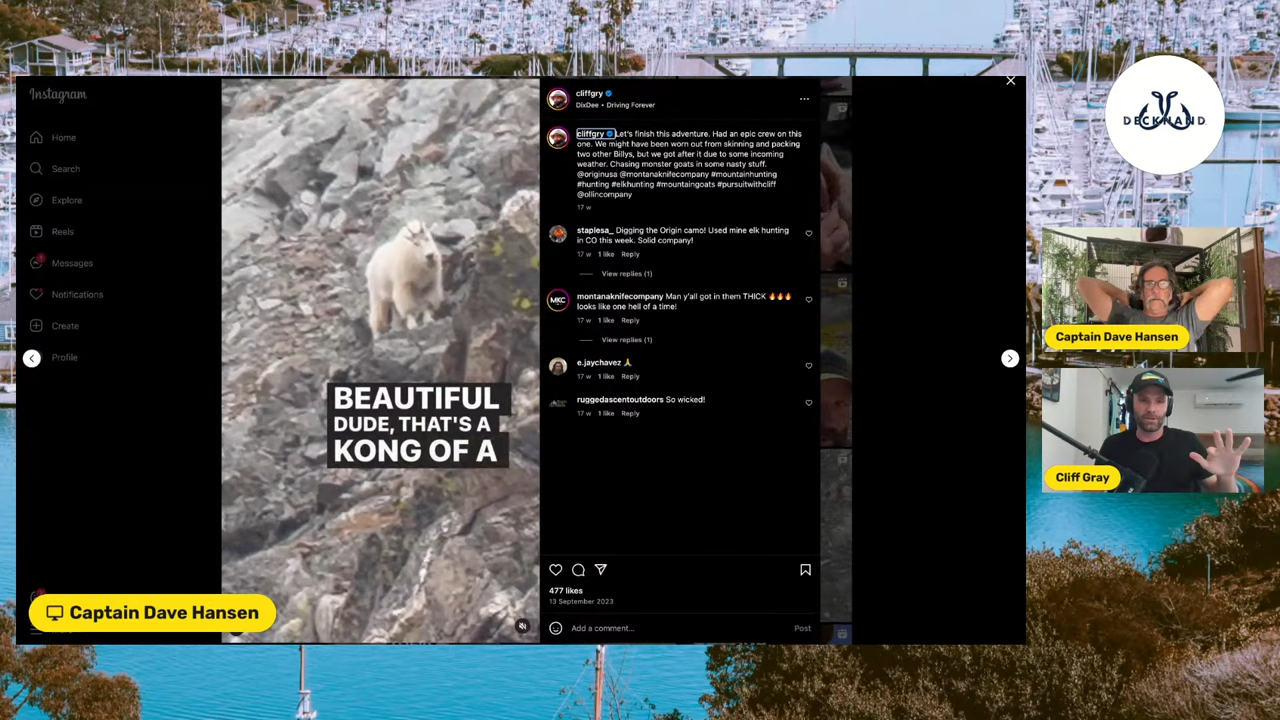 Instagram
Home
Search
Explore
Reels
Messages
Notifications
Create
Profile
BEAUTIFUL
DUDE, THAT'S A
KONG OF A
cliffgry
DixDee • Driving Forever
cliffgry Let's finish this adventure. Had an epic crew on this
one. We might have been worn out from skinning and packing
two other Billys, but we got after it due to some incoming
weather. Chasing monster goats in some nasty stuff.
@originusa @montanaknifecompany #mountainhunting
#hunting #elkhunting #mountaingoats #pursuitwithcliff
@ollincompany
17 w
staplesa_ Digging the Origin camo! Used mine elk hunting
in CO this week. Solid company!
17 w 1 like Reply
View replies (1)
MKC
montanaknifecompany Man y'all got in them THICK 🔥🔥🔥
looks like one hell of a time!
17 w 1 like Reply
View replies (1)
e.jaychavez 🙏
17 w 1 like Reply
ruggedascentoutdoors So wicked!
17 w 1 like Reply
477 likes
13 September 2023
Add a comment...
Post
DECKHAND
Captain Dave Hansen
Cliff Gray
Captain Dave Hansen